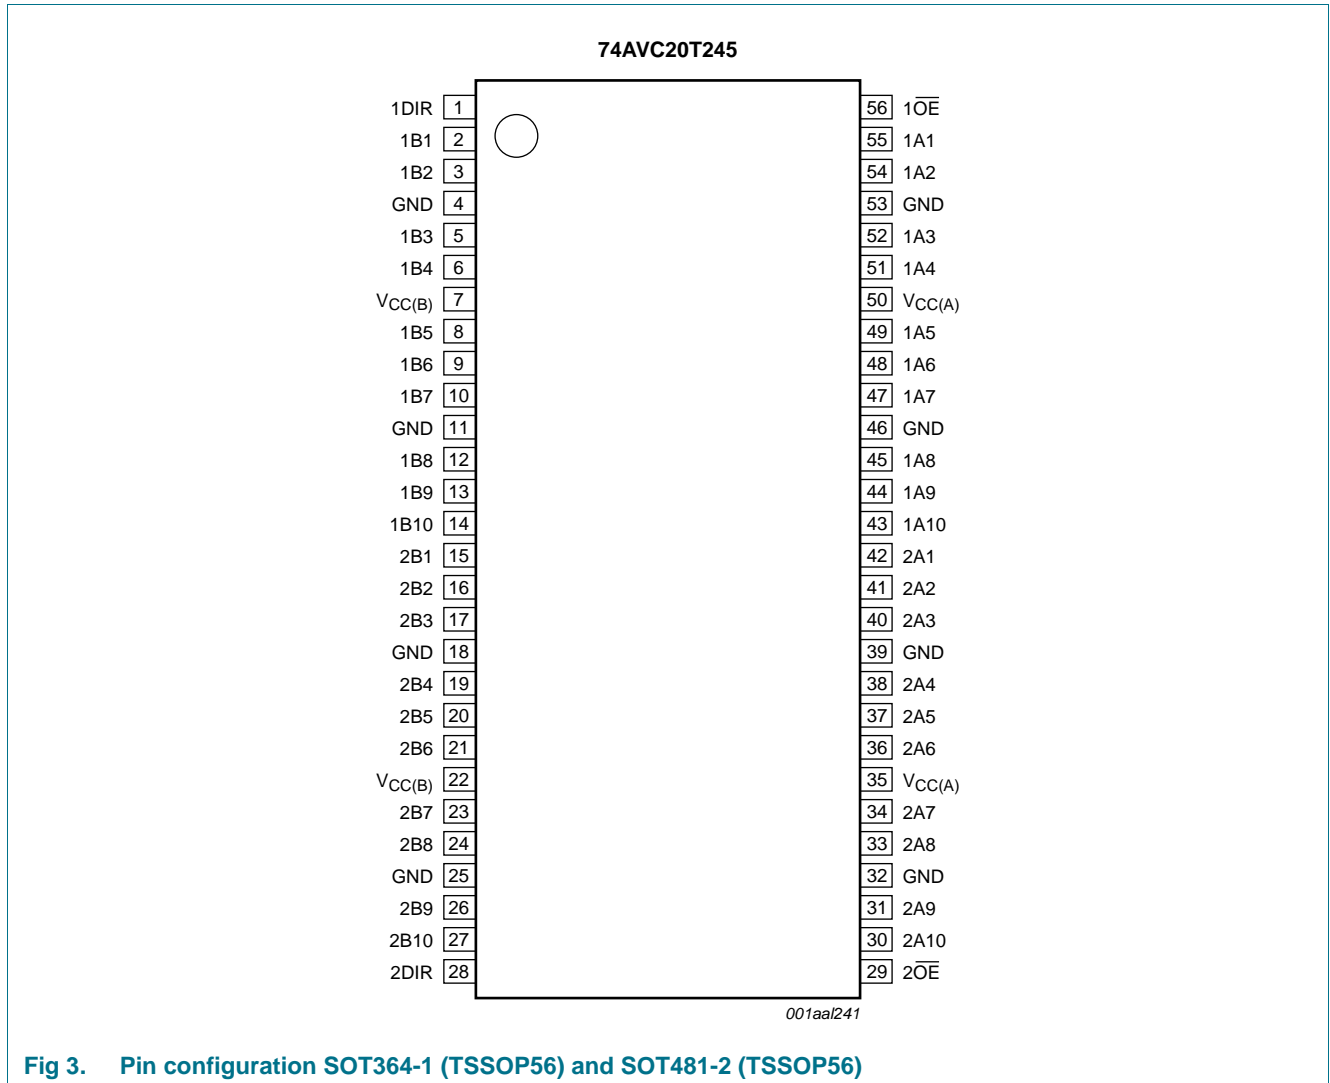 74AVC20T245
1DIR 1 56 1OE
1B1 2 55 1A1
1B2 3 54 1A2
GND 4 53 GND
1B3 5 52 1A3
1B4 6 51 1A4
VCC(B) 7 50 VCC(A)
1B5 8 49 1A5
1B6 9 48 1A6
1B7 10 47 1A7
GND 11 46 GND
1B8 12 45 1A8
1B9 13 44 1A9
1B10 14 43 1A10
2B1 15 42 2A1
2B2 16 41 2A2
2B3 17 40 2A3
GND 18 39 GND
2B4 19 38 2A4
2B5 20 37 2A5
2B6 21 36 2A6
VCC(B) 22 35 VCC(A)
2B7 23 34 2A7
2B8 24 33 2A8
GND 25 32 GND
2B9 26 31 2A9
2B10 27 30 2A10
2DIR 28 29 2OE
001aal241
Fig 3. Pin configuration SOT364-1 (TSSOP56) and SOT481-2 (TSSOP56)